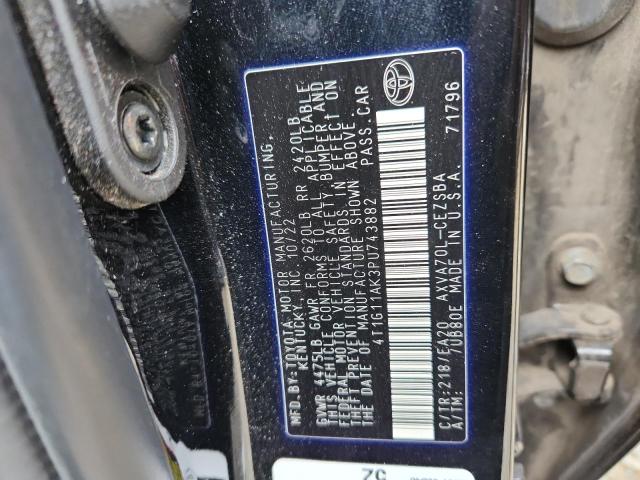 MFD.BY:TOYOTA MOTOR MANUFACTURING,
KENTUCKY, INC. 10/22
GVWR 4475LB GAWR FR 2620LB RR 2420LB
THIS VEHICLE CONFORMS TO ALL APPLICABLE
FEDERAL MOTOR VEHICLE SAFETY, BUMPER, AND
THEFT PREVENTION STANDARDS IN EFFECT ON
THE DATE OF MANUFACTURE SHOWN ABOVE.
4T1G11AK3PU743882 PASS.CAR
C/TR:218/EA20 AXVA70L-CEZSBA
A/TM: 7UB80E MADE IN U.S.A. 71796
7C